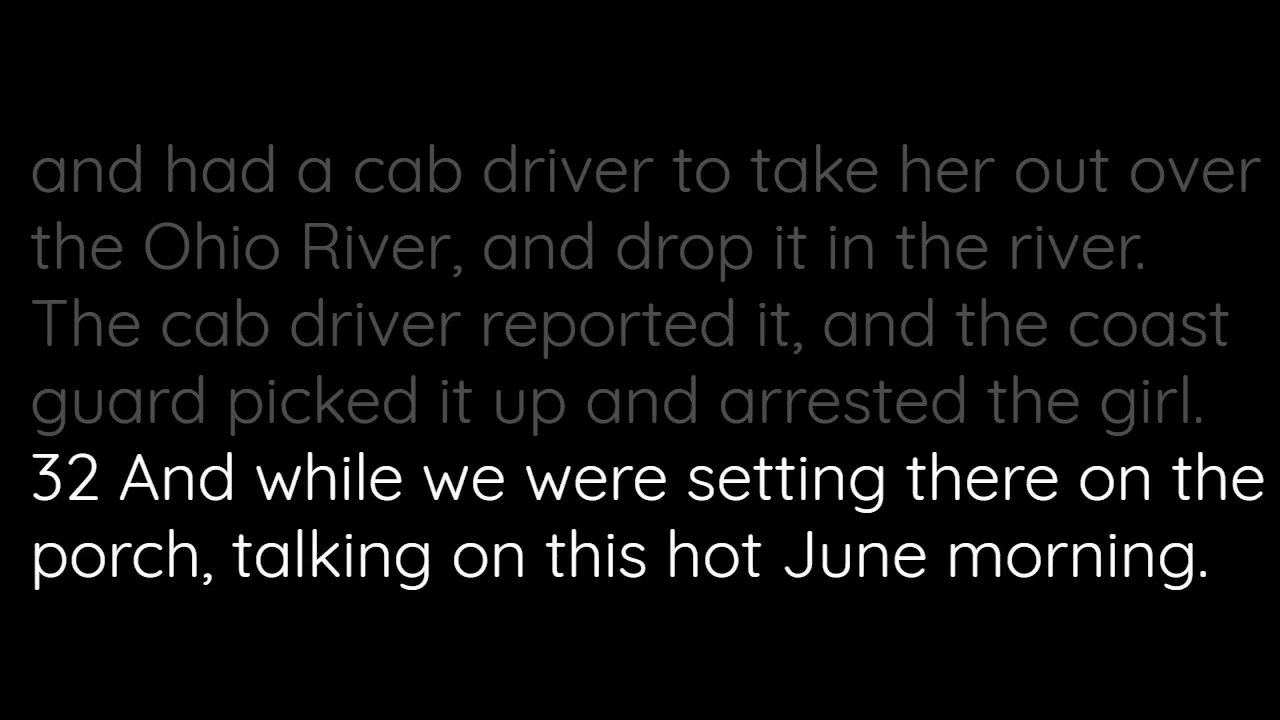 and had a cab driver to take her out over
the Ohio River, and drop it in the river.
The cab driver reported it, and the coast
guard picked it up and arrested the girl.
32 And while we were setting there on the
porch, talking on this hot June morning.